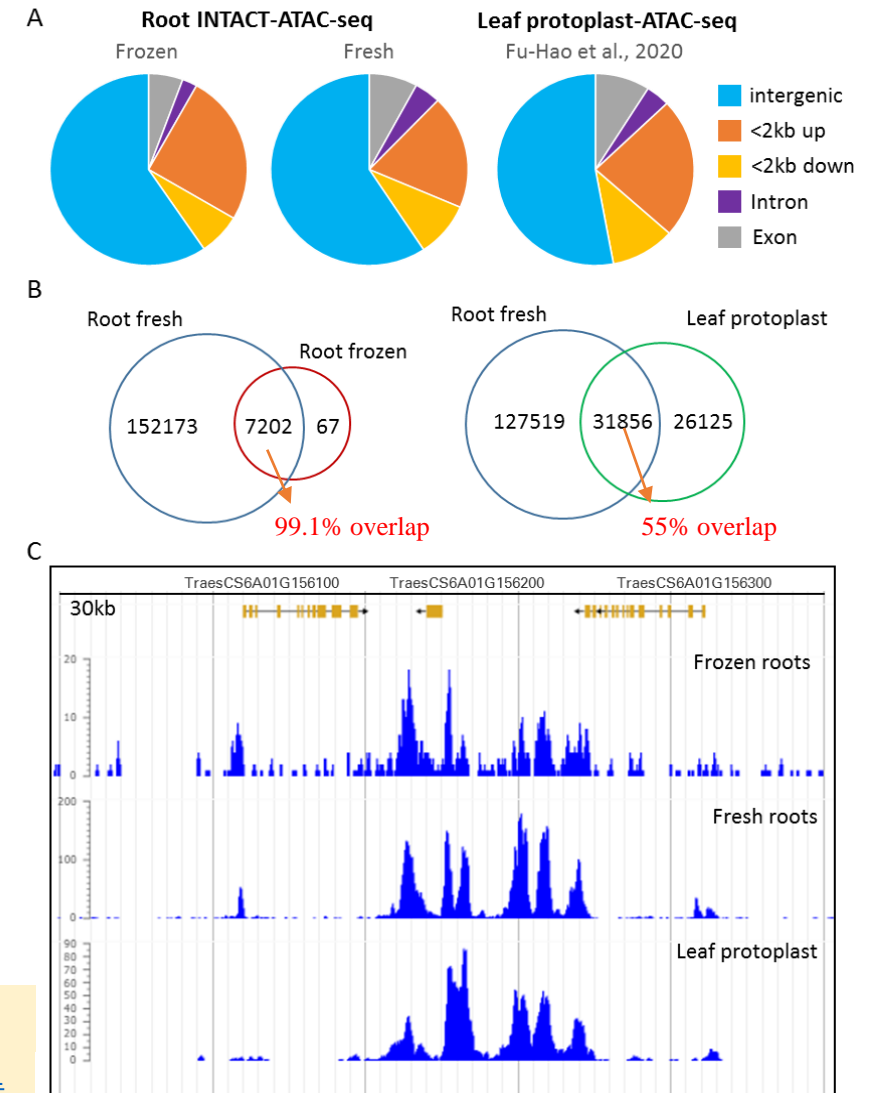 A
Root INTACT-ATAC-seq
Leaf protoplast-ATAC-seq
Frozen
Fresh
Fu-Hao et al., 2020
intergenic
<2kb up
<2kb down
Intron
Exon
B
Root fresh
Root frozen
152173
7202
67
99.1% overlap
Root fresh
Leaf protoplast
127519
31856
26125
55% overlap
C
TraesCS6A01G156100
TraesCS6A01G156200
TraesCS6A01G156300
30kb
Frozen roots
20
10
0
Fresh roots
200
100
0
Leaf protoplast
90
80
70
60
50
40
30
20
10
0